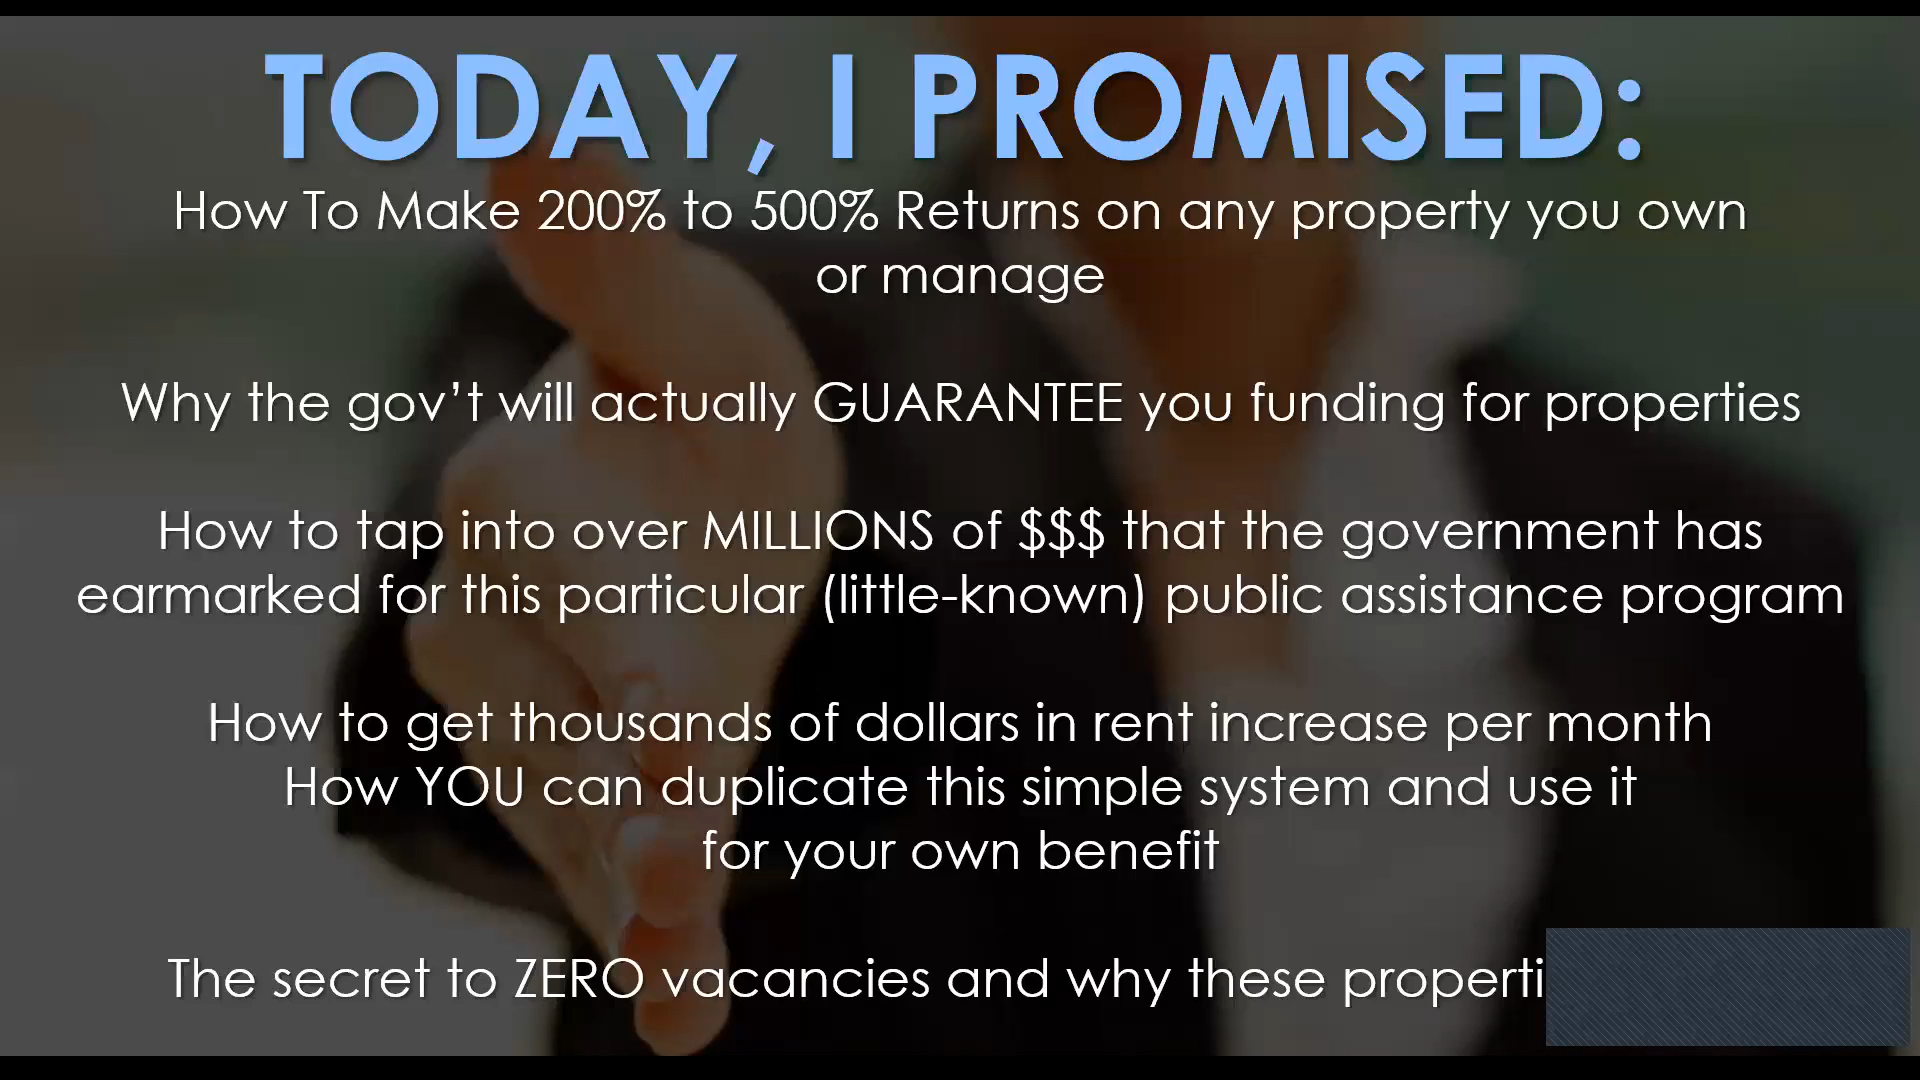 TODAY, I PROMISED:
How To Make 200% to 500% Returns on any property you own
or manage
Why the gov’t will actually GUARANTEE you funding for properties
How to tap into over MILLIONS of $$$ that the government has
earmarked for this particular (little-known) public assistance program
How to get thousands of dollars in rent increase per month
How YOU can duplicate this simple system and use it
for your own benefit
The secret to ZERO vacancies and why these